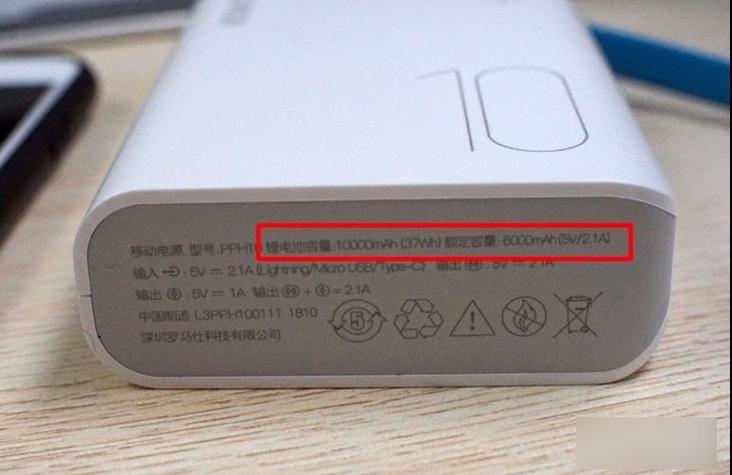 10
移动电源 型号:PPH10 锂电池容量:10000mAh (37Wh) 额定容量: 6000mAh (5V/2.1A)
输入 : 5V ⎓ 2.1A (Lightning/Micro USB/Type-C) 输出 : 5V ⎓ 2.1A
输出 : 5V ⎓ 1A 输出 + = 2.1A
中国制造 L3PPH100111 1810
深圳罗马仕科技有限公司
5